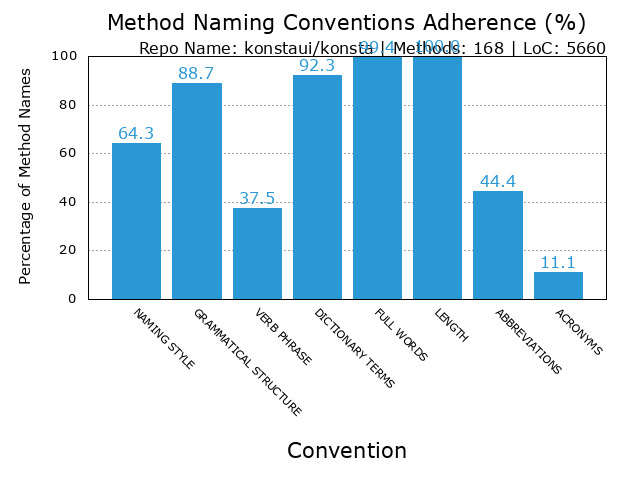 Method Naming Conventions Adherence (%)
Repo Name: konstaui/konsta | Methods: 168 | LoC: 5660
Percentage of Method Names
100
80
60
40
20
0
64.3
88.7
37.5
92.3
99.4
100.0
44.4
11.1
NAMING STYLE
GRAMMATICAL STRUCTURE
VERB PHRASE
DICTIONARY TERMS
FULL WORDS
LENGTH
ABBREVIATIONS
ACRONYMS
Convention